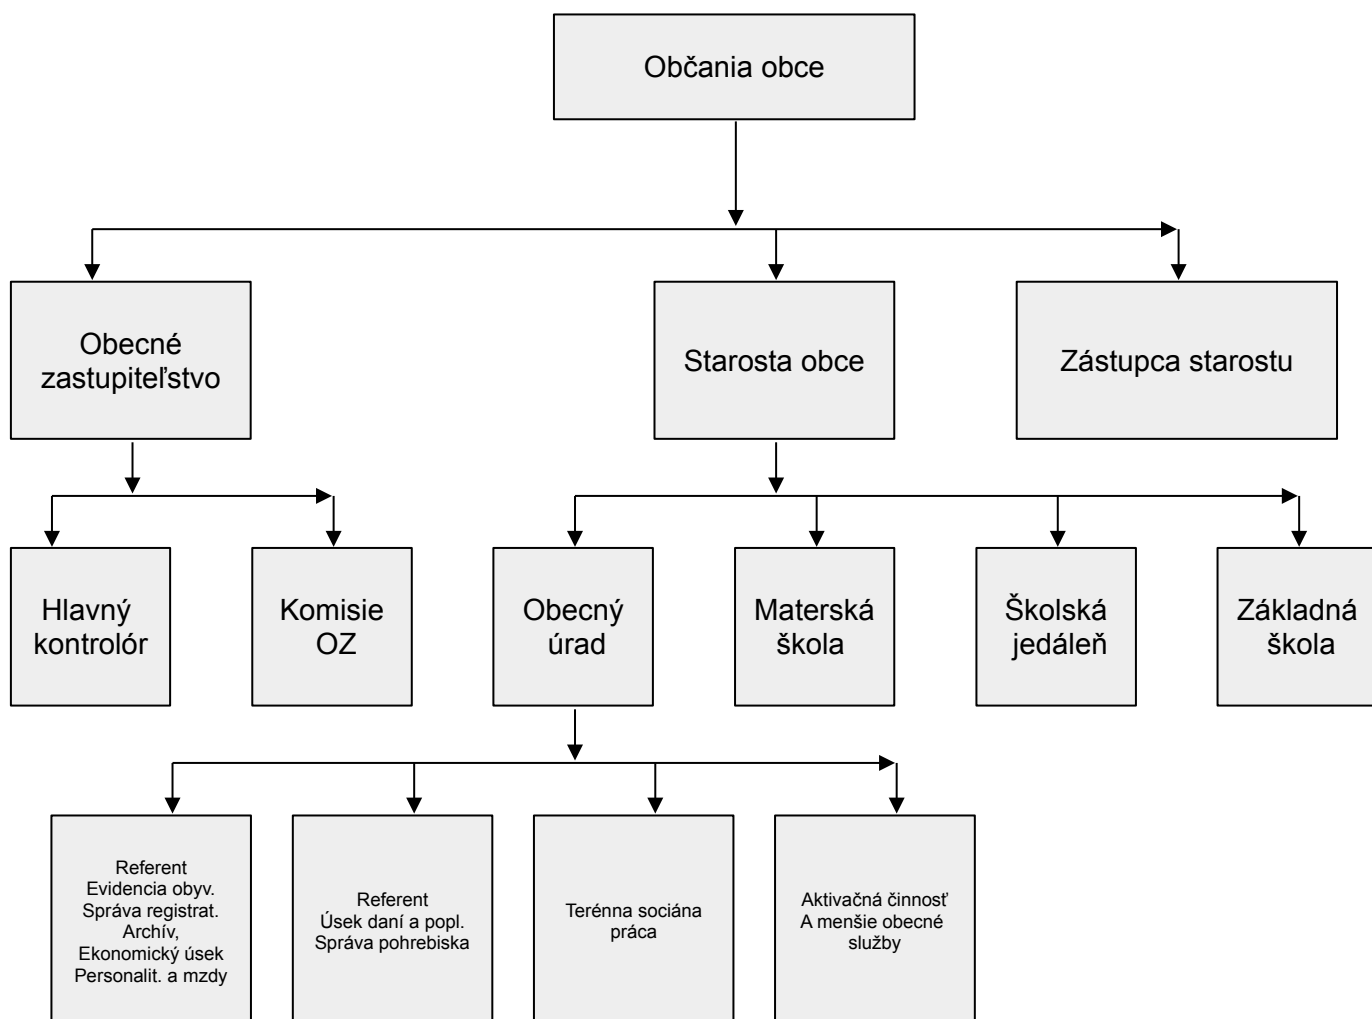 Občania obce
Obecné
zastupiteľstvo
Starosta obce
Zástupca starostu
Hlavný
kontrolór
Komisie
OZ
Obecný
úrad
Materská
škola
Školská
jedáleň
Základná
škola
Referent
Evidencia obyv.
Správa registrat.
Archív,
Ekonomický úsek
Personalit. a mzdy
Referent
Úsek daní a popl.
Správa pohrebiska
Terénna sociána
práca
Aktivačná činnosť
A menšie obecné
služby